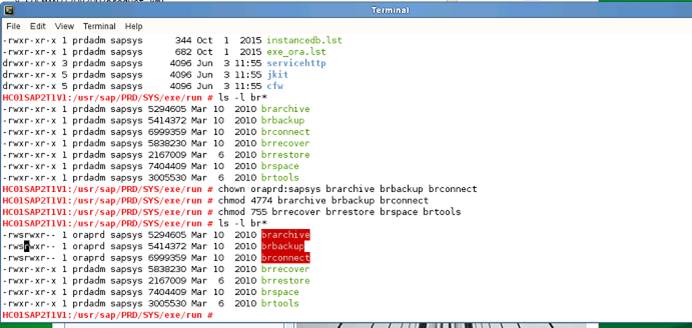 Terminal
File Edit View Terminal Help
-rwxr-xr-x 1 prdadm sapsys 344 Oct 1 2015 instancedb.lst
-rwxr-xr-x 1 prdadm sapsys 682 Oct 1 2015 exe_ora.lst
drwxr-xr-x 3 prdadm sapsys 4096 Jun 3 11:55 servicehttp
drwxr-xr-x 5 prdadm sapsys 4096 Jun 3 11:55 jkit
drwxr-xr-x 6 prdadm sapsys 4096 Jun 3 11:55 cfw
HC01SAP2T1V1:/usr/sap/PRD/SYS/exe/run # ls -l br*
-rwxr-xr-x 1 prdadm sapsys 5294605 Mar 10 2010 brarchive
-rwxr-xr-x 1 prdadm sapsys 5414372 Mar 10 2010 brbackup
-rwxr-xr-x 1 prdadm sapsys 6999359 Mar 10 2010 brconnect
-rwxr-xr-x 1 prdadm sapsys 5838230 Mar 10 2010 brrecover
-rwxr-xr-x 1 prdadm sapsys 2167009 Mar 6 2010 brrestore
-rwxr-xr-x 1 prdadm sapsys 7404409 Mar 10 2010 brspace
-rwxr-xr-x 1 prdadm sapsys 3005530 Mar 6 2010 brtools
HC01SAP2T1V1:/usr/sap/PRD/SYS/exe/run # chown oraprd:sapsys brarchive brbackup brconnect
HC01SAP2T1V1:/usr/sap/PRD/SYS/exe/run # chmod 4774 brarchive brbackup brconnect
HC01SAP2T1V1:/usr/sap/PRD/SYS/exe/run # chmod 755 brrecover brrestore brspace brtools
HC01SAP2T1V1:/usr/sap/PRD/SYS/exe/run # ls -l br*
-rwsrwxr-- 1 oraprd sapsys 5294605 Mar 10 2010 brarchive
-rwsrwxr-- 1 oraprd sapsys 5414372 Mar 10 2010 brbackup
-rwsrwxr-- 1 oraprd sapsys 6999359 Mar 10 2010 brconnect
-rwxr-xr-x 1 prdadm sapsys 5838230 Mar 10 2010 brrecover
-rwxr-xr-x 1 prdadm sapsys 2167009 Mar 6 2010 brrestore
-rwxr-xr-x 1 prdadm sapsys 7404409 Mar 10 2010 brspace
-rwxr-xr-x 1 prdadm sapsys 3005530 Mar 6 2010 brtools
HC01SAP2T1V1:/usr/sap/PRD/SYS/exe/run #